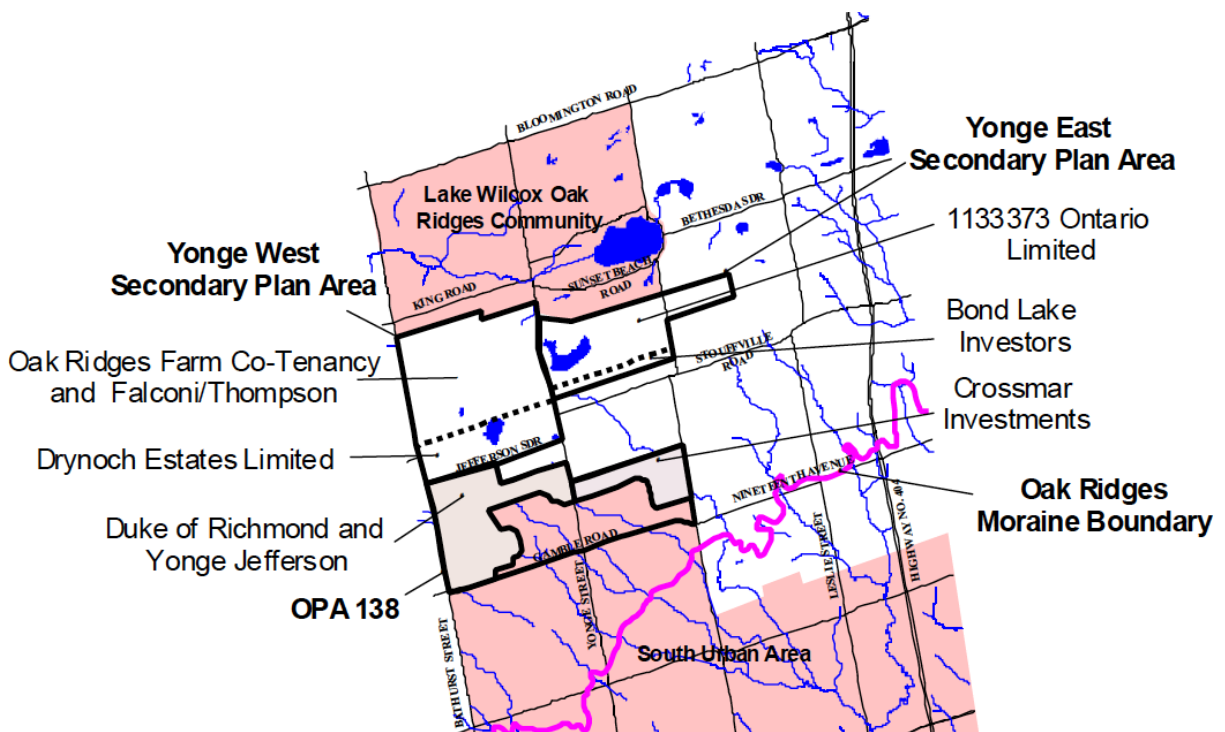 BLOOMINGTON ROAD
Yonge East
Secondary Plan Area
Lake Wilcox Oak
Ridges Community
BETHESDA SDR
1133373 Ontario
Limited
Yonge West
Secondary Plan Area
SUNSET BEACH
ROAD
KING ROAD
Bond Lake
Investors
STOUFFVILLE
ROAD
Oak Ridges Farm Co-Tenancy
and Falconi/Thompson
Crossmar
Investments
Drynoch Estates Limited
JEFFERSON SDR
NINETEENTH AVENUE
Oak Ridges
Moraine Boundary
Duke of Richmond and
Yonge Jefferson
GAMBLE ROAD
OPA 138
YONGE STREET
LESLIE STREET
HIGHWAY NO. 404
BATHURST STREET
South Urban Area